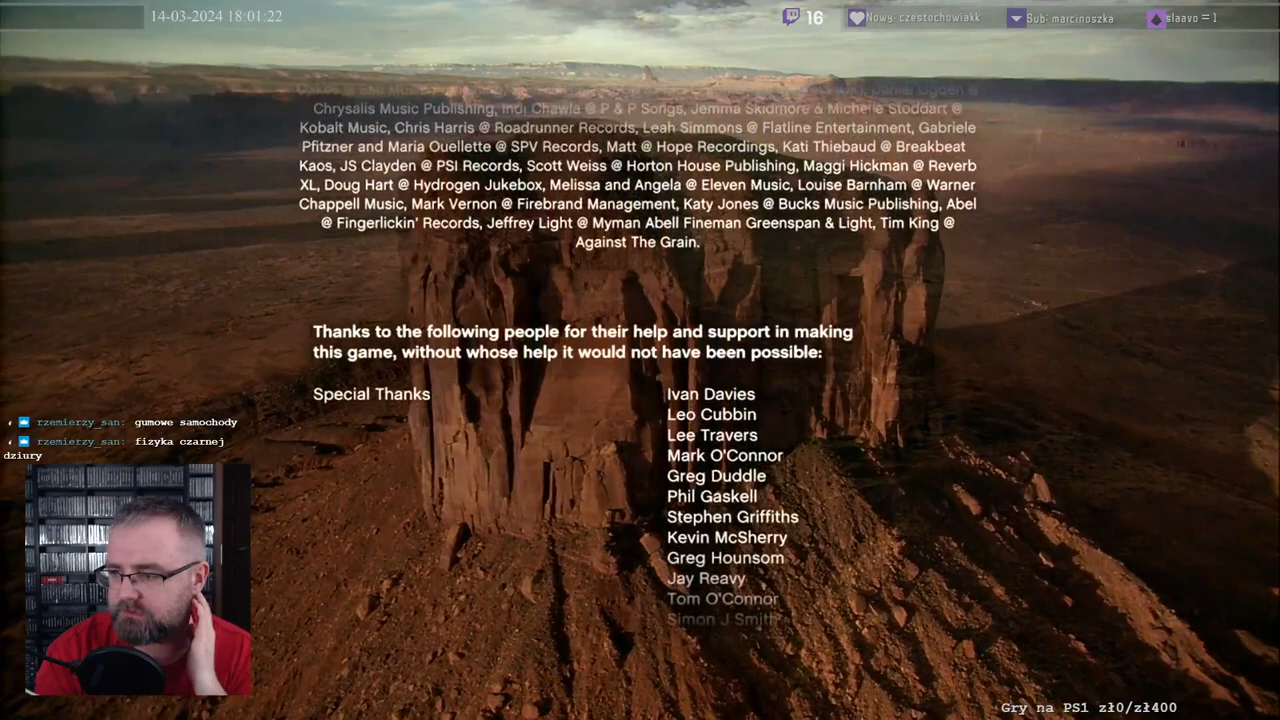 14-03-2024 18:01:22
16
Nowy: czestochowiakk
Sub: marcinoszka
slaavo = 1
Chrysalis Music Publishing, Indi Chawla @ P & P Songs, Jemma Skidmore & Michelle Stoddart @
Kobalt Music, Chris Harris @ Roadrunner Records, Leah Simmons @ Flatline Entertainment, Gabriele
Pfitzner and Maria Ouellette @ SPV Records, Matt @ Hope Recordings, Kati Thiebaud @ Breakbeat
Kaos, JS Clayden @ PSI Records, Scott Weiss @ Horton House Publishing, Maggi Hickman @ Reverb
XL, Doug Hart @ Hydrogen Jukebox, Melissa and Angela @ Eleven Music, Louise Barnham @ Warner
Chappell Music, Mark Vernon @ Firebrand Management, Katy Jones @ Bucks Music Publishing, Abel
@ Fingerlickin' Records, Jeffrey Light @ Myman Abell Fineman Greenspan & Light, Tim King @
Against The Grain.
Thanks to the following people for their help and support in making
this game, without whose help it would not have been possible:
Special Thanks
Ivan Davies
Leo Cubbin
Lee Travers
Mark O'Connor
Greg Duddle
Phil Gaskell
Stephen Griffiths
Kevin McSherry
Greg Hounsom
Jay Reavy
Tom O'Connor
Simon J Smith
rzemierzy_san: gumowe samochody
rzemierzy_san: fizyka czarnej
dziury
Gry na PS1 zł0/zł400